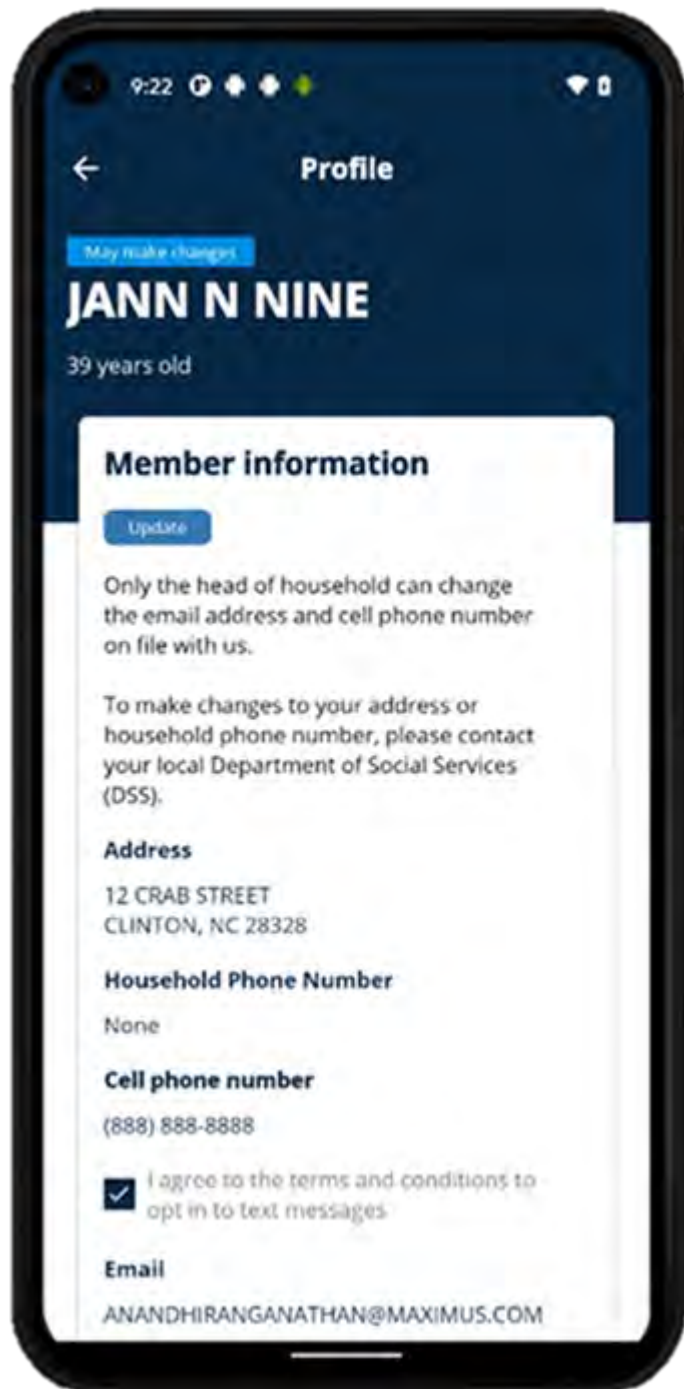 9:22
Profile
May make changes
JANN N NINE
39 years old
Member information
Update
Only the head of household can change
the email address and cell phone number
on file with us.
To make changes to your address or
household phone number, please contact
your local Department of Social Services
(DSS).
Address
12 CRAB STREET
CLINTON, NC 28328
Household Phone Number
None
Cell phone number
(888) 888-8888
I agree to the terms and conditions to
opt in to text messages
Email
ANANDHIRANGANATHAN@MAXIMUS.COM